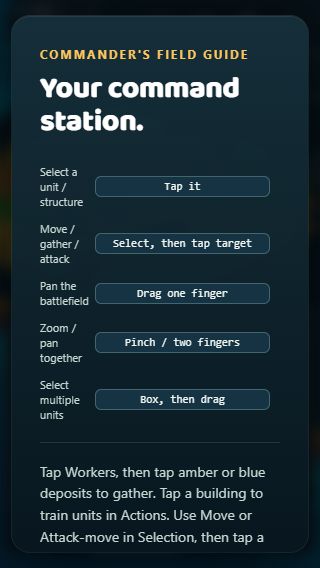 COMMANDER'S FIELD GUIDE
Your command
station.
Select a
unit /
structure
Tap it
Move /
gather /
attack
Select, then tap target
Pan the
battlefield
Drag one finger
Zoom /
pan
together
Pinch / two fingers
Select
multiple
units
Box, then drag
Tap Workers, then tap amber or blue
deposits to gather. Tap a building to
train units in Actions. Use Move or
Attack-move in Selection, then tap a